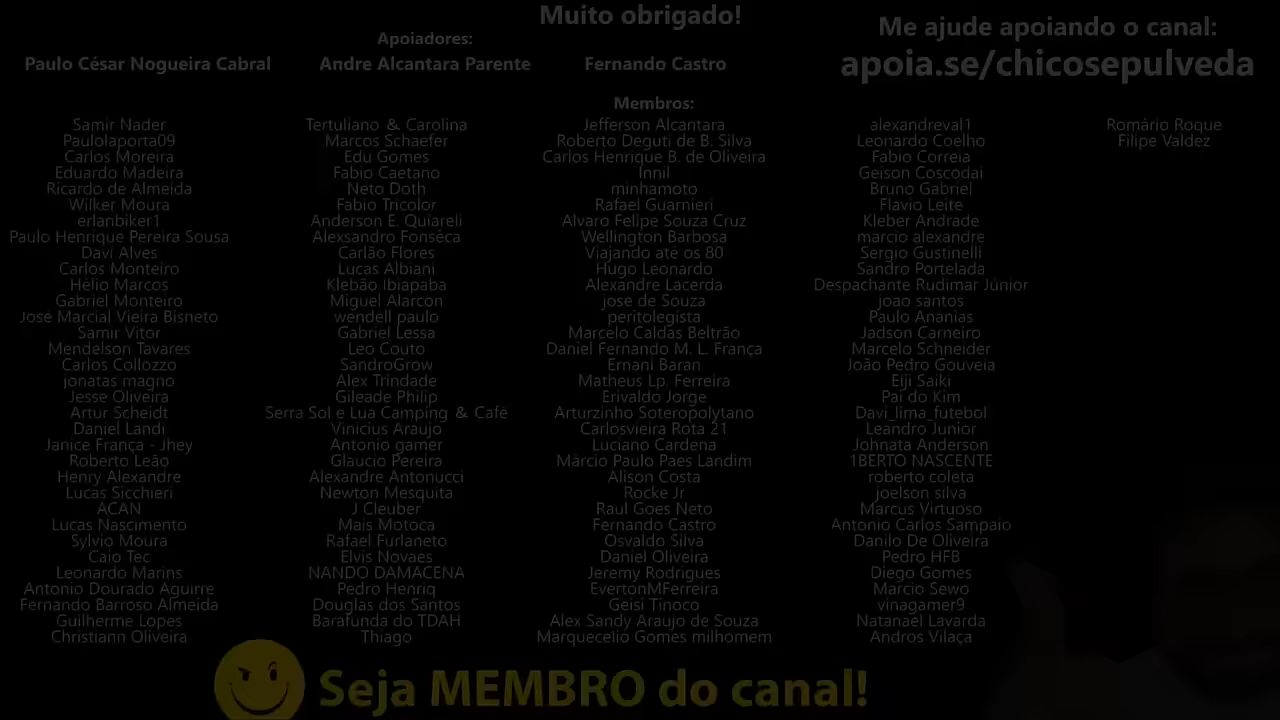 Muito obrigado!
Me ajude apoiando o canal:
apoia.se/chicosepulveda
Apoiadores:
Paulo César Nogueira Cabral
Andre Alcantara Parente
Fernando Castro
Membros:
Samir Nader
Paulolaporta09
Carlos Moreira
Eduardo Madeira
Ricardo de Almeida
Wilker Moura
erlanbiker1
Paulo Henrique Pereira Sousa
Davi Alves
Carlos Monteiro
Hélio Marcos
Gabriel Monteiro
José Marcial Vieira Bisneto
Samir Vitor
Mendelson Tavares
Carlos Collozzo
jonatas magno
Jesse Oliveira
Artur Scheidt
Daniel Landi
Janice França - Jhey
Roberto Leão
Henry Alexandre
Lucas Sicchieri
ACAN
Lucas Nascimento
Sylvio Moura
Caio Tec
Leonardo Marins
Antonio Dourado Aguirre
Fernando Barroso Almeida
Guilherme Lopes
Christiann Oliveira
Tertuliano & Carolina
Marcos Schaefer
Edu Gomes
Fabio Caetano
Neto Doth
Fabio Tricolor
Anderson E. Quiareli
Alexsandro Fonsêca
Carlão Flores
Lucas Albiani
Klebão Ibiapaba
Miguel Alarcon
wendell paulo
Gabriel Lessa
Leo Couto
SandroGrow
Alex Trindade
Gileade Philip
Serra Sol e Lua Camping & Café
Vinicius Araujo
Antonio gamer
Glaucio Pereira
Alexandre Antonucci
Newton Mesquita
J Cleuber
Mais Motoca
Rafael Furlaneto
Elvis Novaes
NANDO DAMACENA
Pedro Henriq
Douglas dos Santos
Barafunda do TDAH
Thiago
Jefferson Alcantara
Roberto Deguti de B. Silva
Carlos Henrique B. de Oliveira
Innil
minhamoto
Rafael Guarnieri
Alvaro Felipe Souza Cruz
Wellington Barbosa
Viajando até os 80
Hugo Leonardo
Alexandre Lacerda
jose de Souza
peritolegista
Marcelo Caldas Beltrão
Daniel Fernando M. L. França
Ernani Baran
Matheus Lp. Ferreira
Erivaldo Jorge
Arturzinho Soteropolytano
Carlosvieira Rota 21
Luciano Cardena
Márcio Paulo Paes Landim
Alison Costa
Rocke Jr
Raul Goes Neto
Fernando Castro
Osvaldo Silva
Daniel Oliveira
Jeremy Rodrigues
EvertonMFerreira
Geisi Tinoco
Alex Sandy Araujo de Souza
Marquecelio Gomes milhomem
alexandreval1
Leonardo Coelho
Fabio Correia
Geison Coscodai
Bruno Gabriel
Flavio Leite
Kleber Andrade
marcio alexandre
Sergio Gustinelli
Sandro Portelada
Despachante Rudimar Júnior
joao santos
Paulo Ananias
Jadson Carneiro
Marcelo Schneider
João Pedro Gouveia
Eiji Saiki
Pai do Kim
Davi_lima_futebol
Leandro Junior
Johnata Anderson
1BERTO NASCENTE
roberto coleta
joelson silva
Marcus Virtuoso
Antonio Carlos Sampaio
Danilo De Oliveira
Pedro HFB
Diego Gomes
Marcio Sewo
vinagamer9
Natanael Lavarda
Andros Vilaça
Romário Roque
Filipe Valdez
Seja MEMBRO do canal!